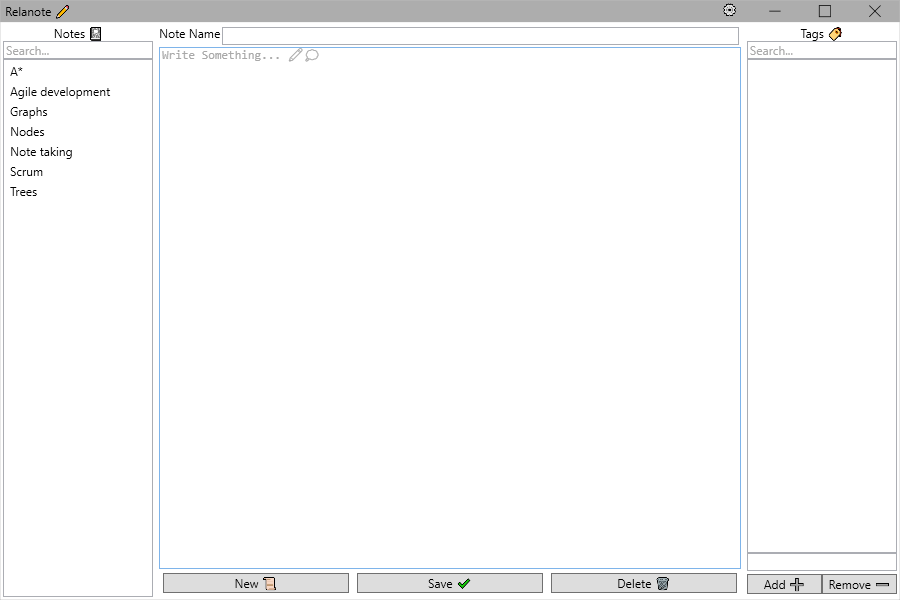 Relanote
Notes
Search...
A*
Agile development
Graphs
Nodes
Note taking
Scrum
Trees
Note Name
Write Something...
New
Save
Delete
Tags
Search...
Add
Remove